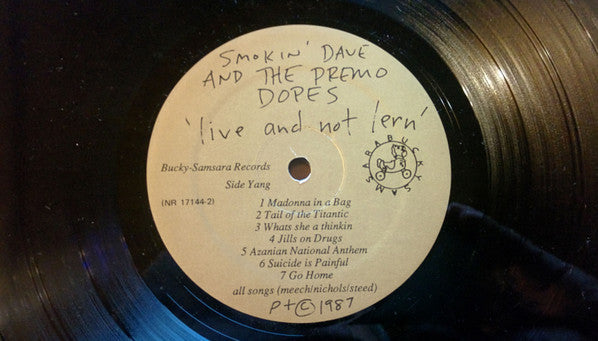 SMOKIN' DAVE
AND THE PREMO
DOPES
'live and not lern'
Bucky-Samsara Records
Side Yang
(NR 17144-2)
BUCKY SAMSARA
1 Madonna in a Bag
2 Tail of the Titantic
3 Whats she a thinkin
4 Jills on Drugs
5 Azanian National Anthem
6 Suicide is Painful
7 Go Home
all songs (meech/nichols/steed)
P+© 1987